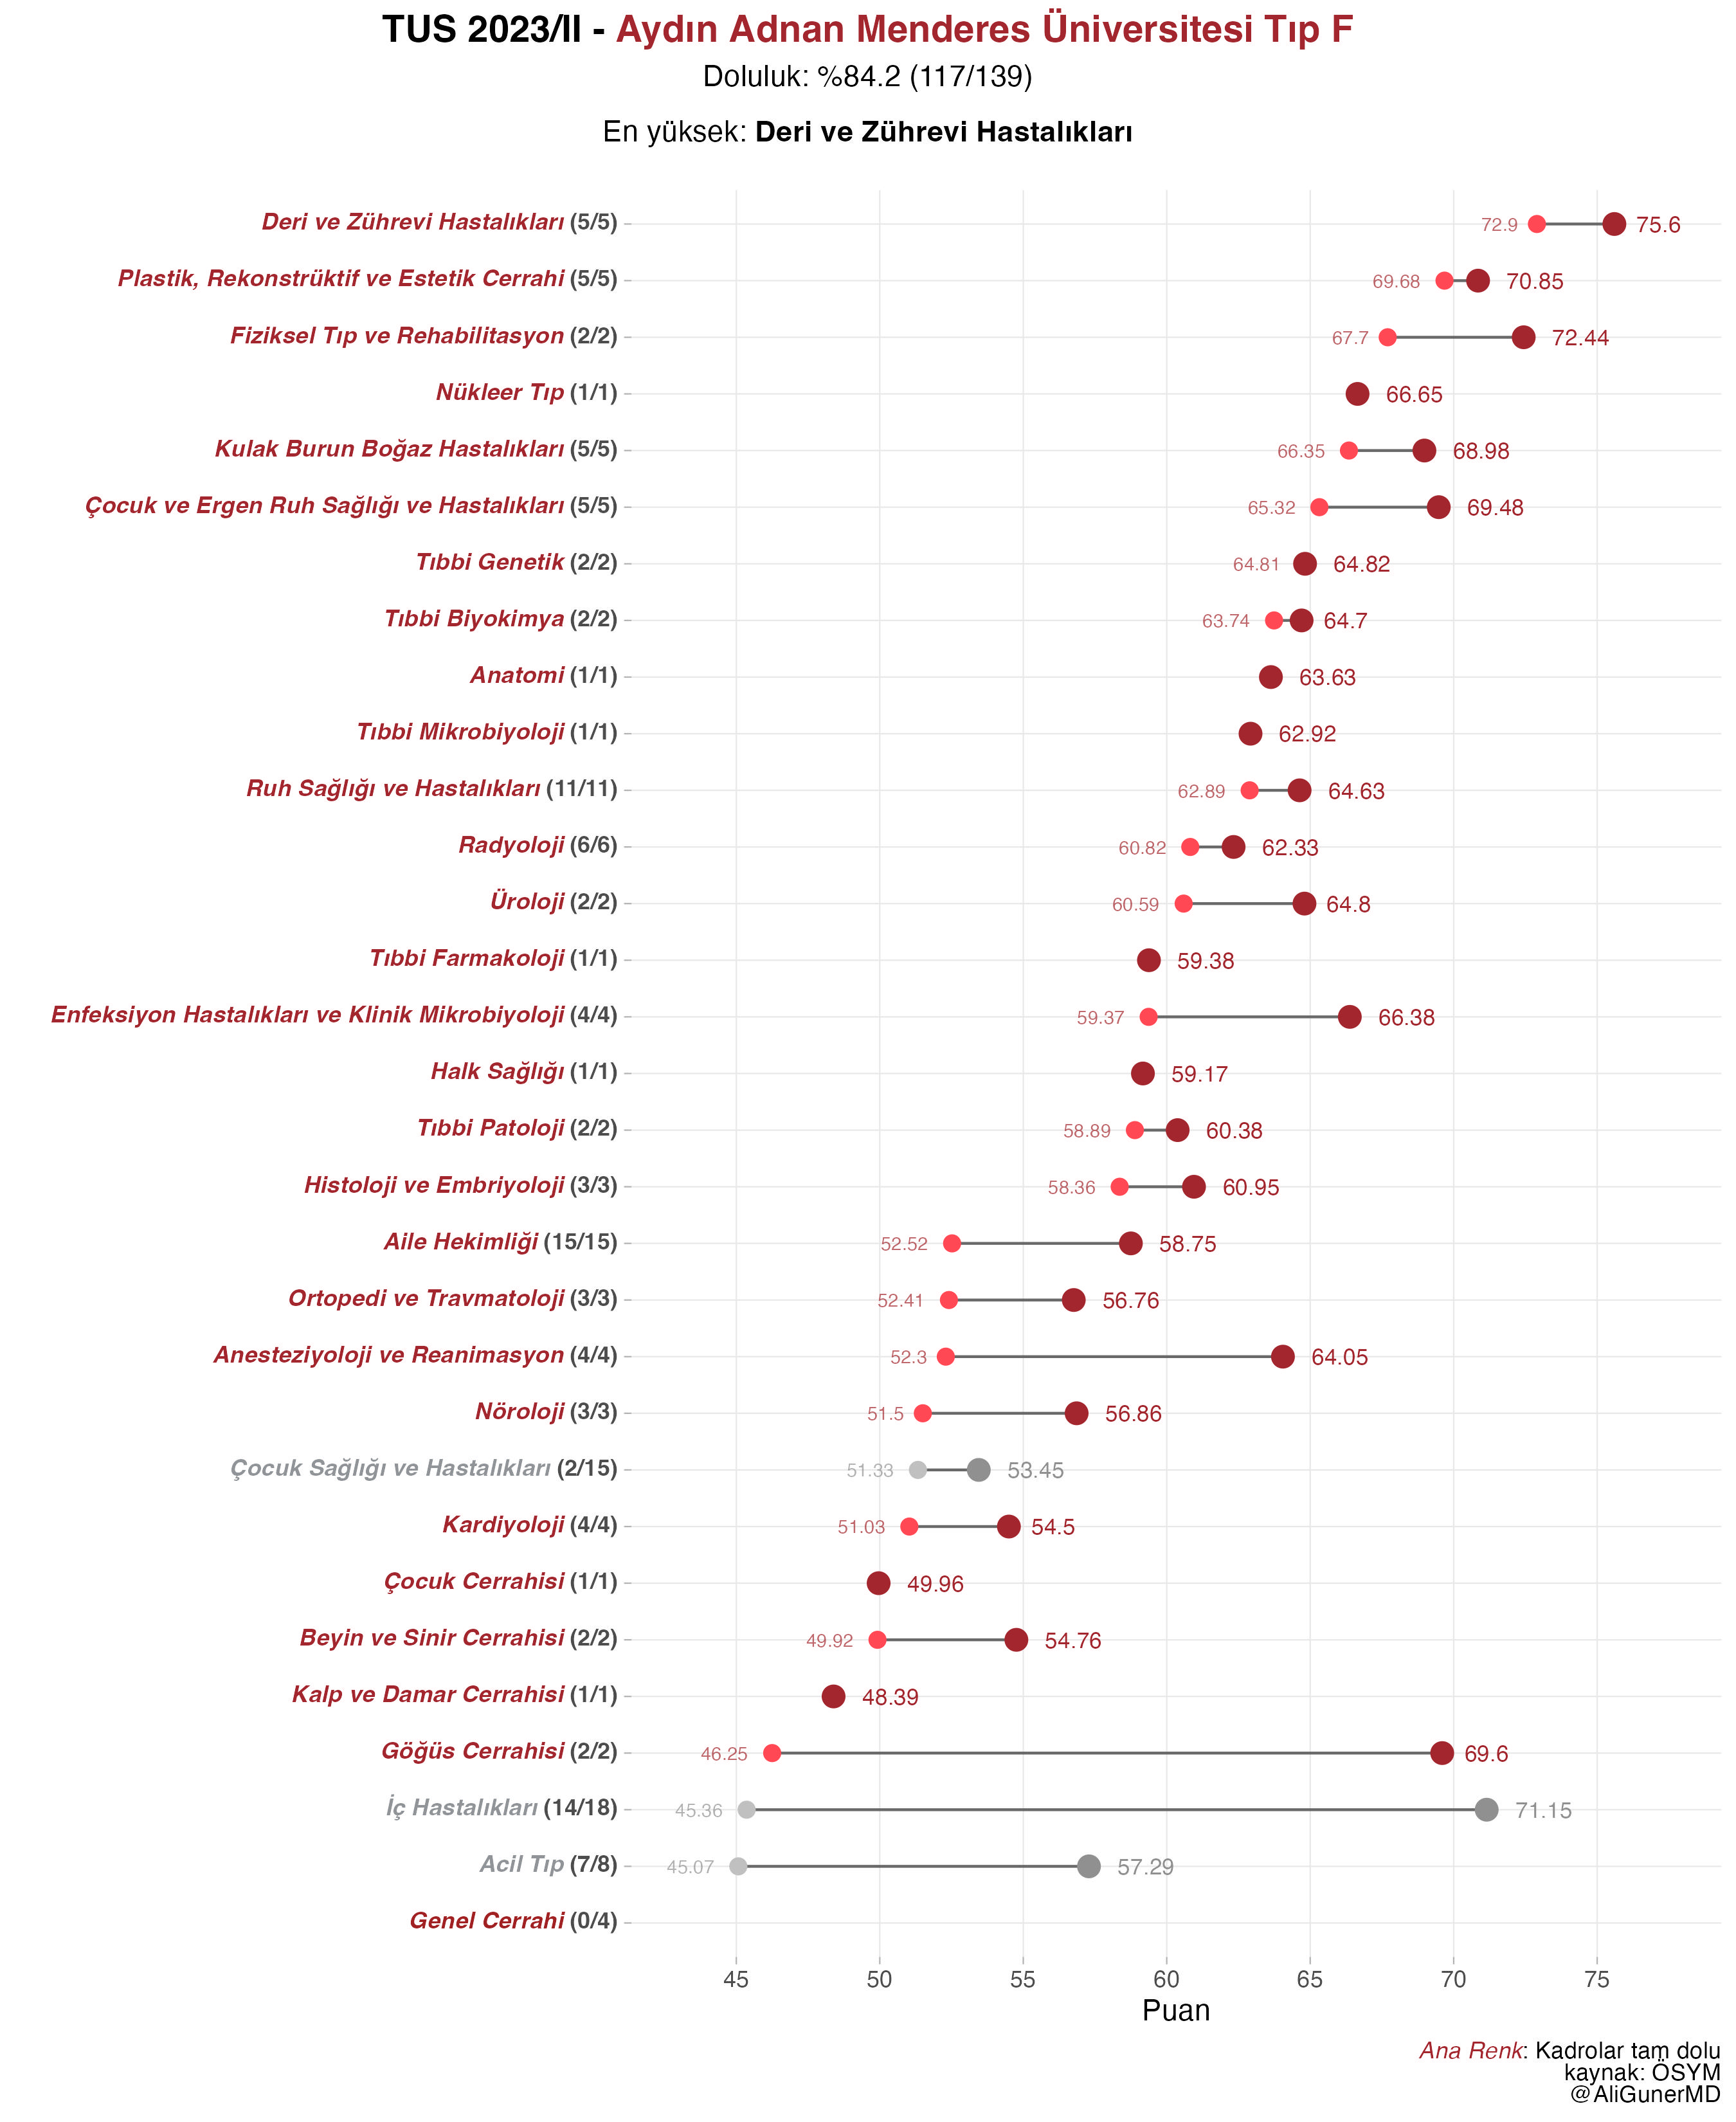 TUS 2023/II - Aydın Adnan Menderes Üniversitesi Tıp F
Doluluk: %84.2 (117/139)
En yüksek: Deri ve Zührevi Hastalıkları
Deri ve Zührevi Hastalıkları (5/5) 72.9 75.6
Plastik, Rekonstrüktif ve Estetik Cerrahi (5/5) 69.68 70.85
Fiziksel Tıp ve Rehabilitasyon (2/2) 67.7 72.44
Nükleer Tıp (1/1) 66.65
Kulak Burun Boğaz Hastalıkları (5/5) 66.35 68.98
Çocuk ve Ergen Ruh Sağlığı ve Hastalıkları (5/5) 65.32 69.48
Tıbbi Genetik (2/2) 64.81 64.82
Tıbbi Biyokimya (2/2) 63.74 64.7
Anatomi (1/1) 63.63
Tıbbi Mikrobiyoloji (1/1) 62.92
Ruh Sağlığı ve Hastalıkları (11/11) 62.89 64.63
Radyoloji (6/6) 60.82 62.33
Üroloji (2/2) 60.59 64.8
Tıbbi Farmakoloji (1/1) 59.38
Enfeksiyon Hastalıkları ve Klinik Mikrobiyoloji (4/4) 59.37 66.38
Halk Sağlığı (1/1) 59.17
Tıbbi Patoloji (2/2) 58.89 60.38
Histoloji ve Embriyoloji (3/3) 58.36 60.95
Aile Hekimliği (15/15) 52.52 58.75
Ortopedi ve Travmatoloji (3/3) 52.41 56.76
Anesteziyoloji ve Reanimasyon (4/4) 52.3 64.05
Nöroloji (3/3) 51.5 56.86
Çocuk Sağlığı ve Hastalıkları (2/15) 51.33 53.45
Kardiyoloji (4/4) 51.03 54.5
Çocuk Cerrahisi (1/1) 49.96
Beyin ve Sinir Cerrahisi (2/2) 49.92 54.76
Kalp ve Damar Cerrahisi (1/1) 48.39
Göğüs Cerrahisi (2/2) 46.25 69.6
İç Hastalıkları (14/18) 45.36 71.15
Acil Tıp (7/8) 45.07 57.29
Genel Cerrahi (0/4)
45 50 55 60 65 70 75
Puan
Ana Renk: Kadrolar tam dolu
kaynak: ÖSYM
@AliGunerMD